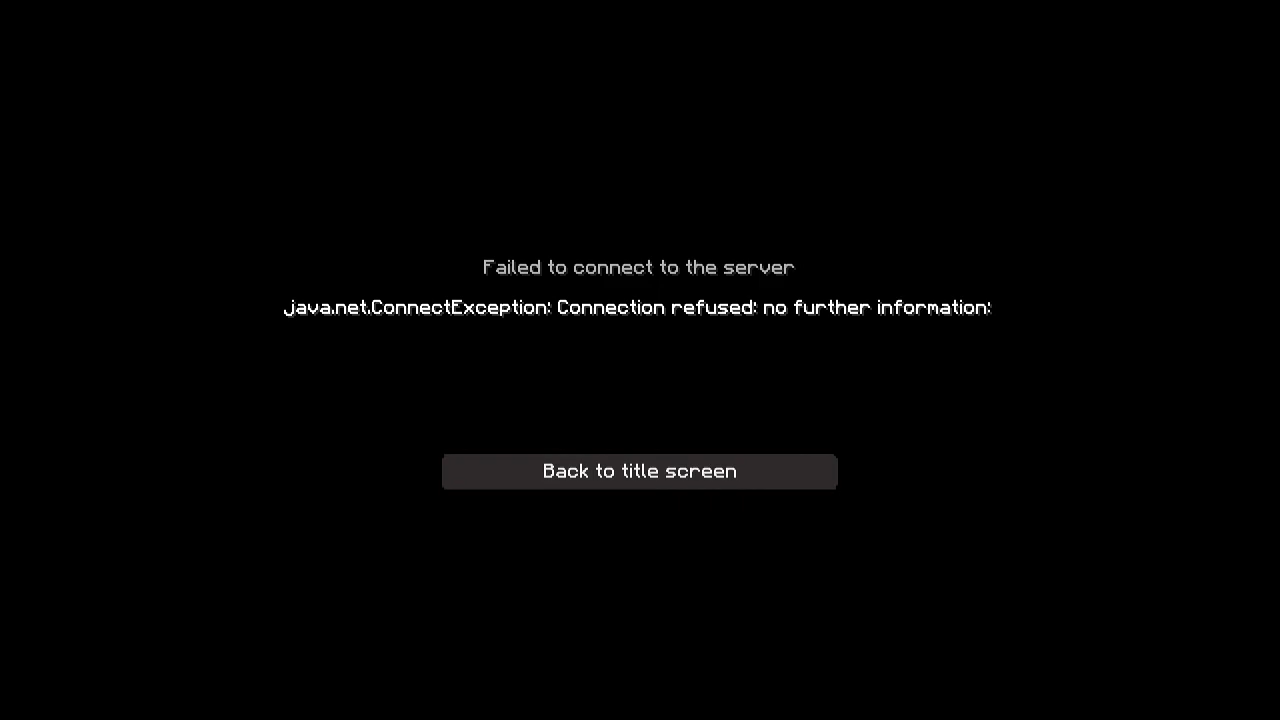 Failed to connect to the server
java.net.ConnectException: Connection refused: no further information:
Back to title screen